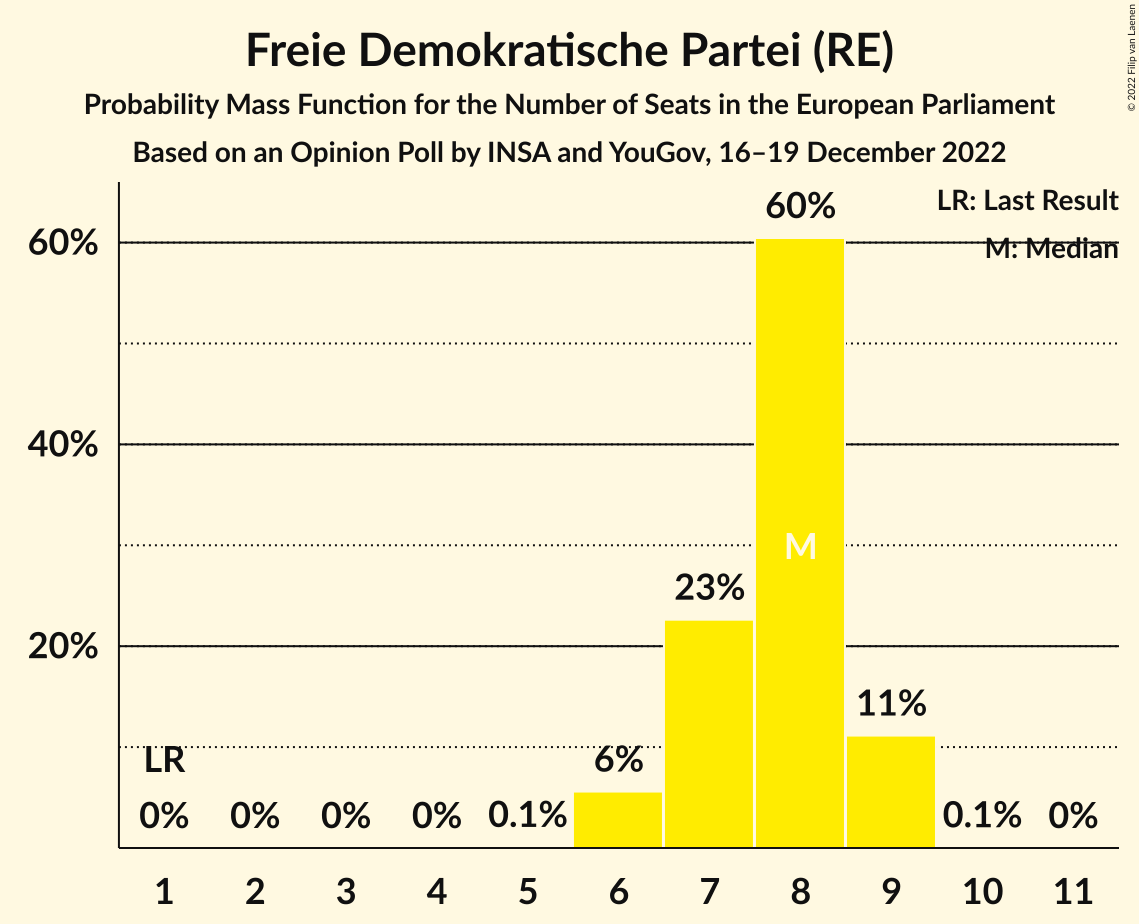 Freie Demokratische Partei (RE)
Probability Mass Function for the Number of Seats in the European Parliament
Based on an Opinion Poll by INSA and YouGov, 16–19 December 2022
© 2022 Filip van Laenen
LR: Last Result
M: Median
60%
40%
20%
60%
M
23%
11%
LR
6%
0% 0% 0% 0% 0.1% 0.1% 0%
1 2 3 4 5 6 7 8 9 10 11